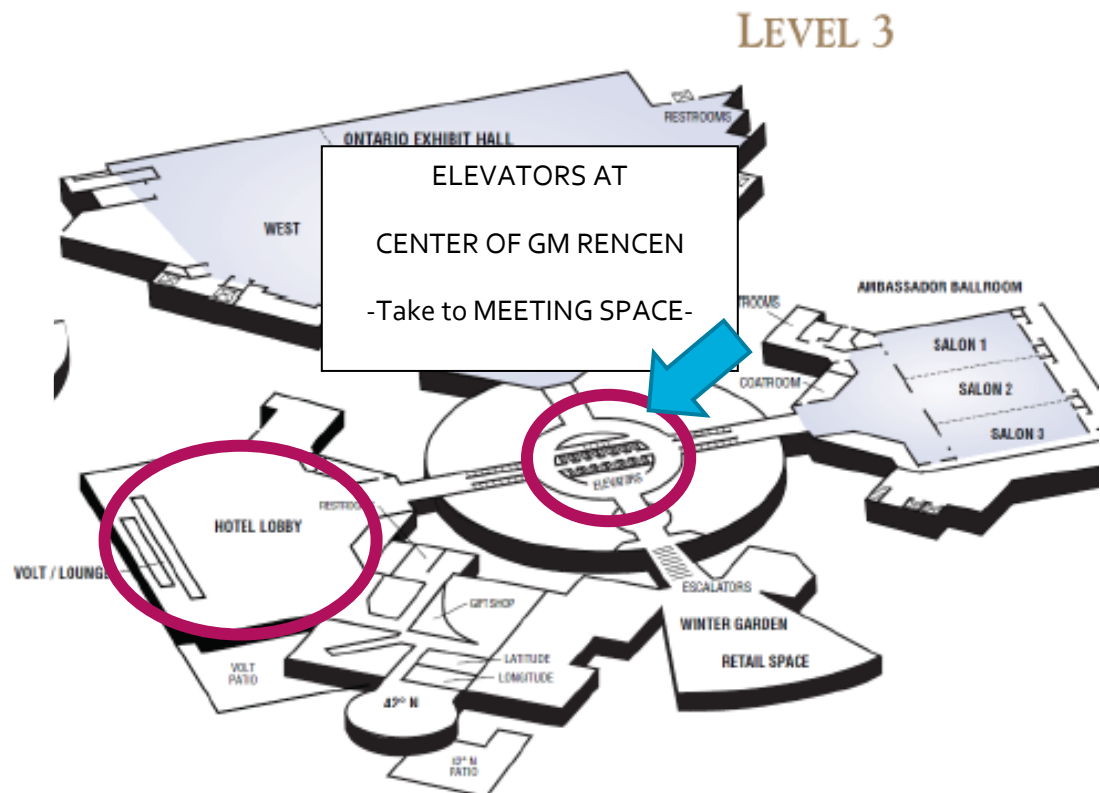 LEVEL 3
RESTROOMS
ONTARIO EXHIBIT HALL
ELEVATORS AT
CENTER OF GM RENCEN
-Take to MEETING SPACE-
WEST
AMBASSADOR BALLROOM
SALON 1
COATROOM
SALON 2
SALON 3
ELEVATORS
HOTEL LOBBY
VOLT / LOUNGE
ESCALATORS
GIFT SHOP
WINTER GARDEN
RETAIL SPACE
LATITUDE
LONGITUDE
VOLT
PATIO
42° N
42° N
PATIO